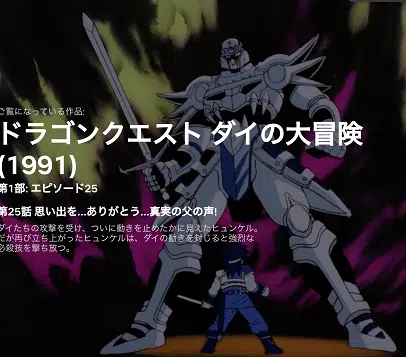 ご覧になっている作品:
ドラゴンクエスト ダイの大冒険
(1991)
第1部: エピソード25
第25話 思い出を...ありがとう...真実の父の声!
ダイたちの攻撃を受け、ついに動きを止めたかに見えたヒュンケル。
だが再び立ち上がったヒュンケルは、ダイの動きを封じると強烈な
必殺技を撃ち放つ。